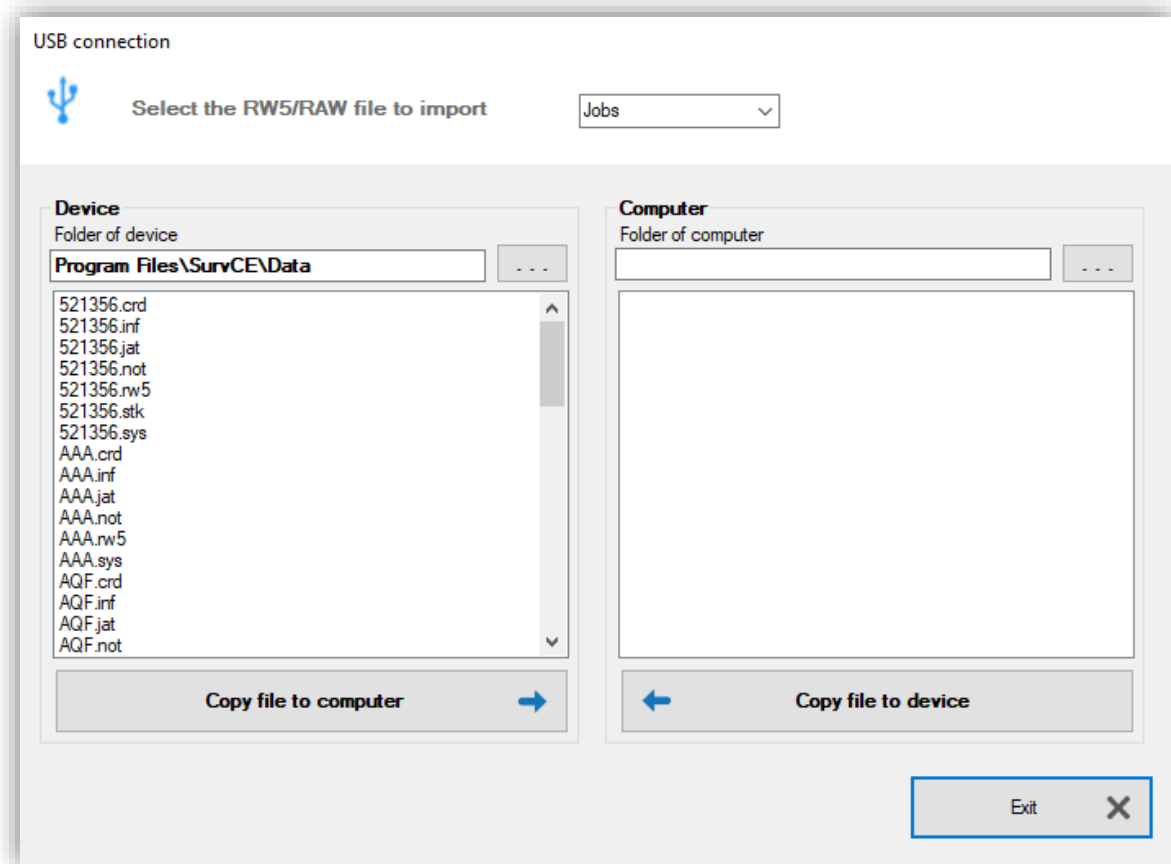 USB connection
Select the RW5/RAW file to import
Jobs
Device
Folder of device
Program Files\SurvCE\Data
. . .
521356.crd
521356.inf
521356.jat
521356.not
521356.rw5
521356.stk
521356.sys
AAA.crd
AAA.inf
AAA.jat
AAA.not
AAA.rw5
AAA.sys
AQF.crd
AQF.inf
AQF.jat
AQF.not
Copy file to computer
Computer
Folder of computer
. . .
Copy file to device
Exit